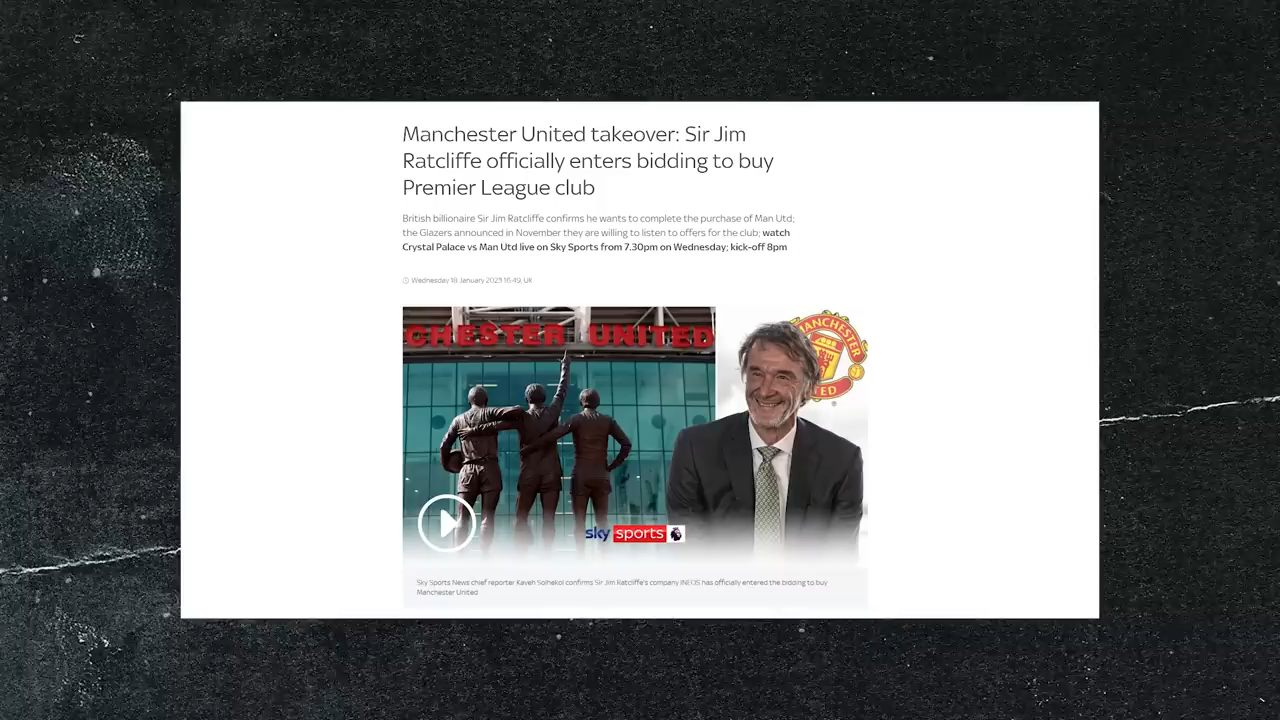 Manchester United takeover: Sir Jim
Ratcliffe officially enters bidding to buy
Premier League club
British billionaire Sir Jim Ratcliffe confirms he wants to complete the purchase of Man Utd;
the Glazers announced in November they are willing to listen to offers for the club; watch
Crystal Palace vs Man Utd live on Sky Sports from 7.30pm on Wednesday; kick-off 8pm
Wednesday 18 January 2023 16:49, UK
CHESTER UNITED
MANCHESTER
TED
sky sports
Sky Sports News chief reporter Kaveh Solhekol confirms Sir Jim Ratcliffe's company INEOS has officially entered the bidding to buy
Manchester United